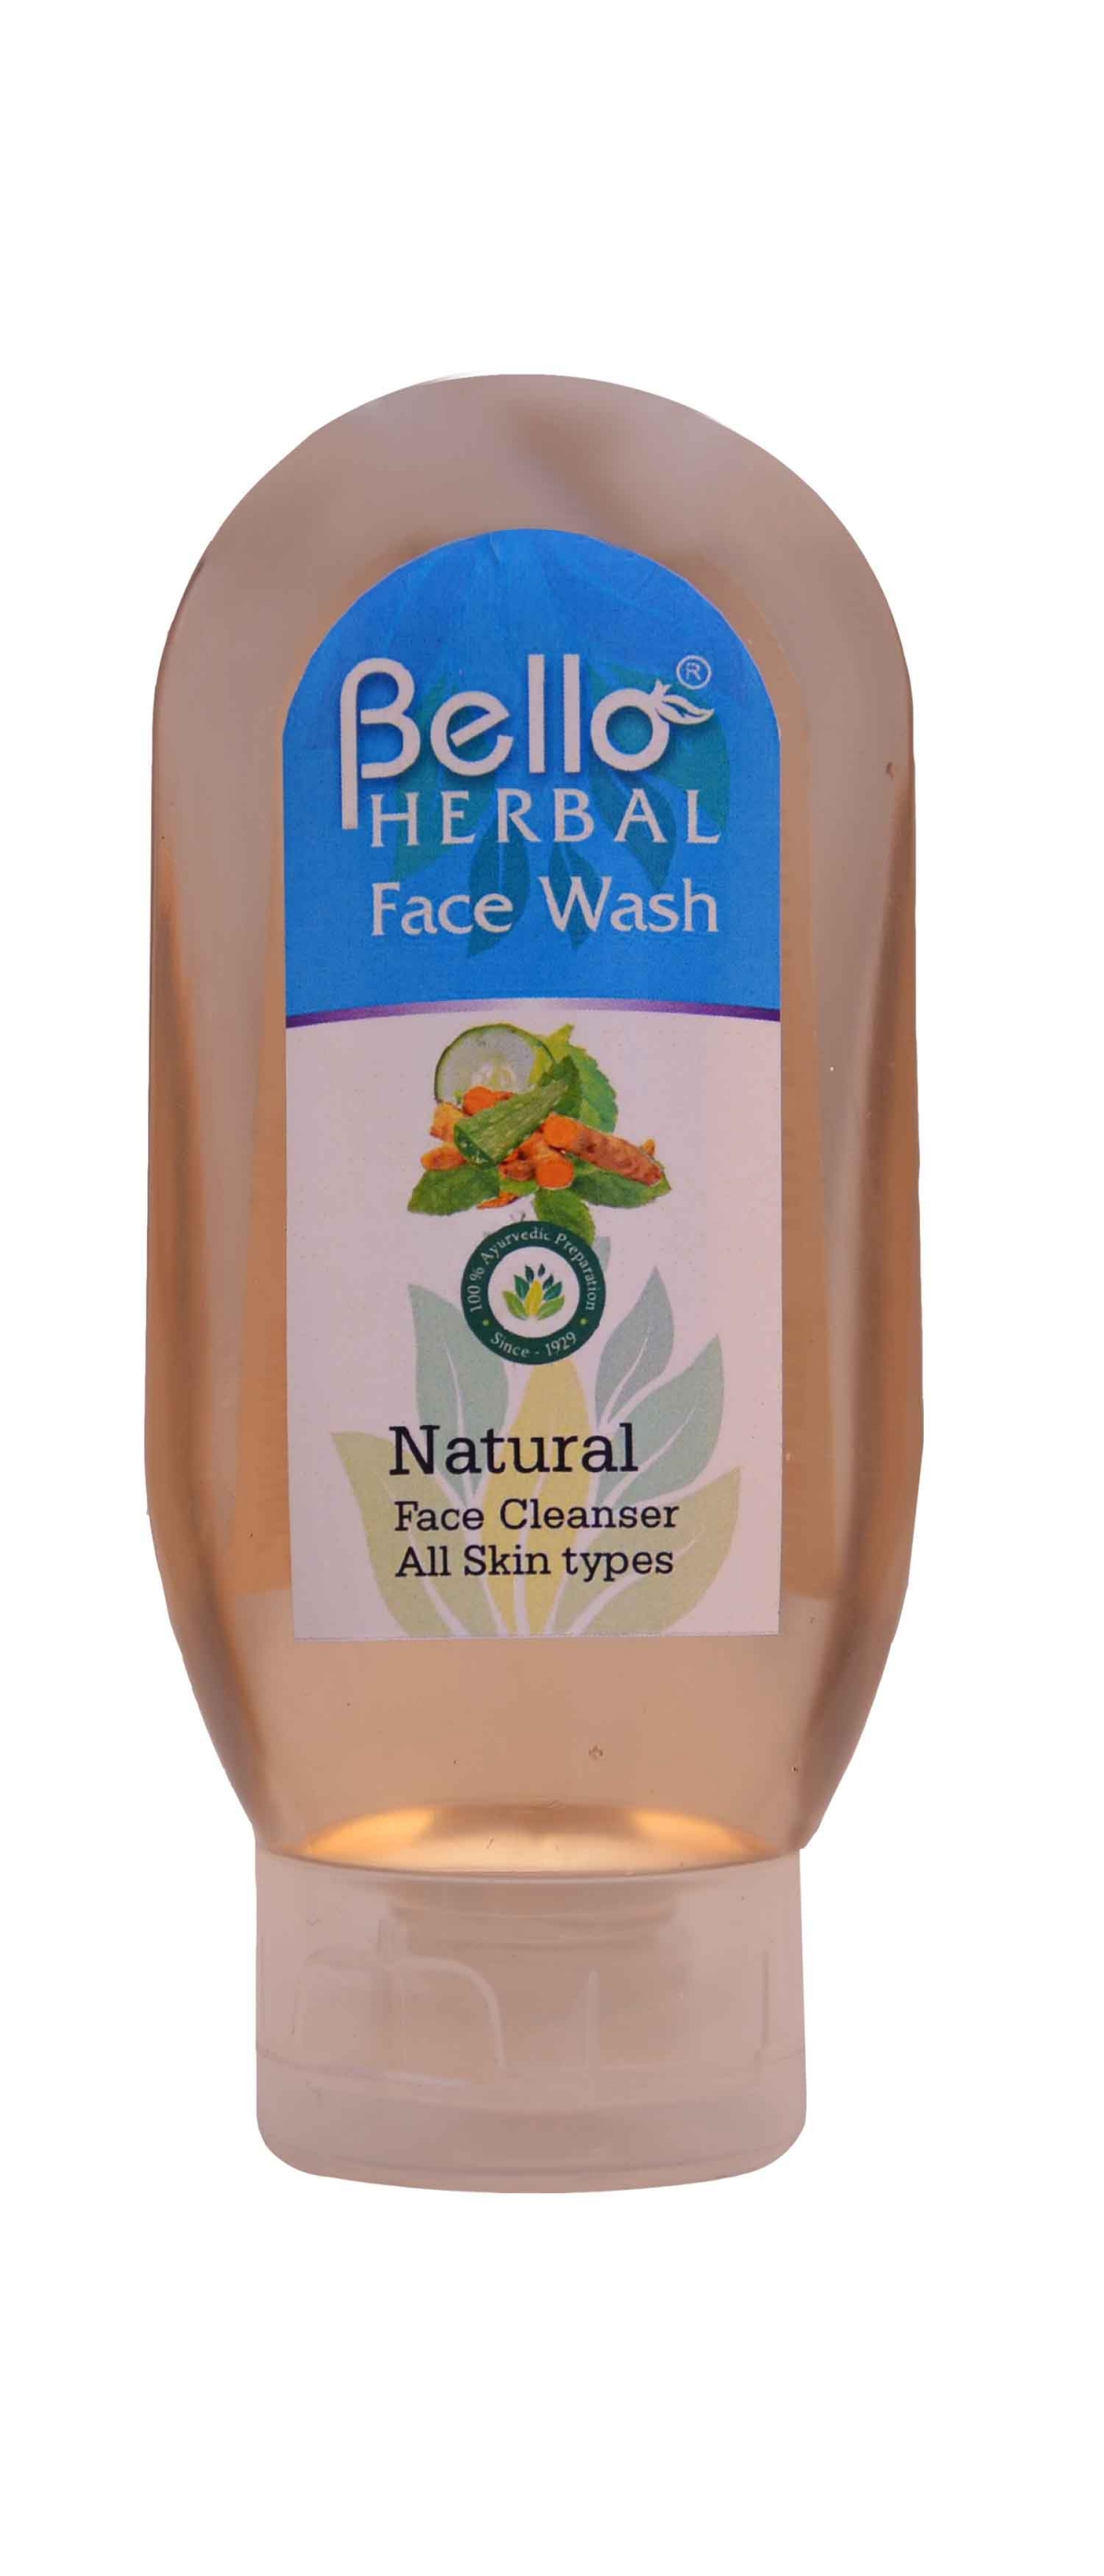 Bello®
HERBAL
Face Wash
100 % Ayurvedic Preparation
Since - 1929
Natural
Face Cleanser
All Skin types